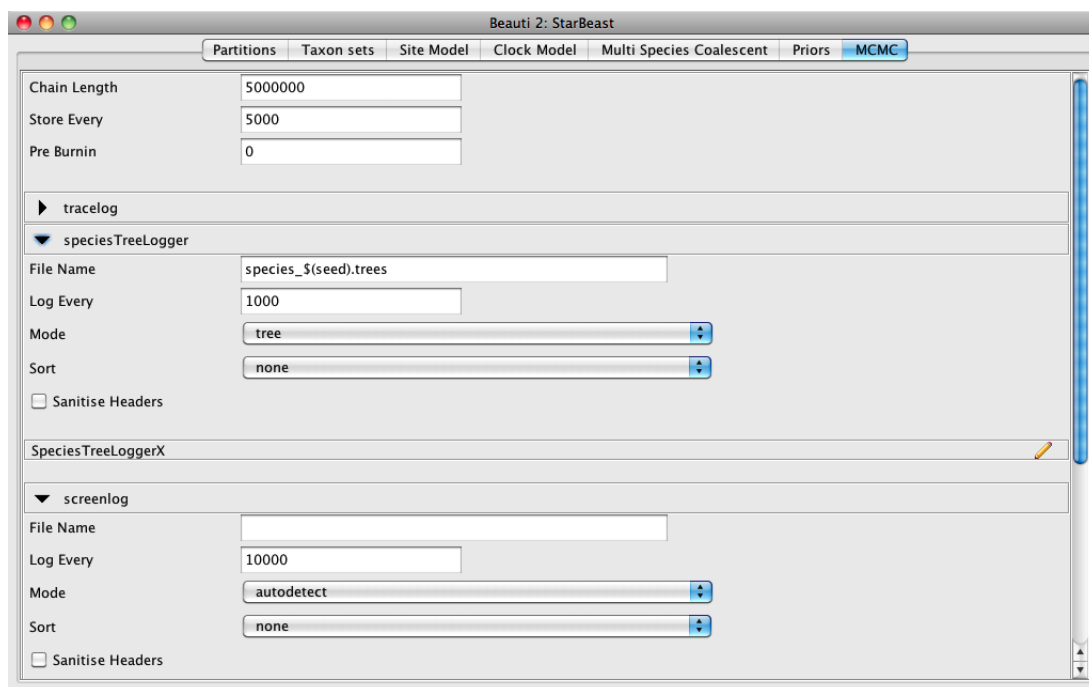 Beauti 2: StarBeast
Partitions Taxon sets Site Model Clock Model Multi Species Coalescent Priors MCMC
Chain Length 5000000
Store Every 5000
Pre Burnin 0
tracelog
speciesTreeLogger
File Name species_$(seed).trees
Log Every 1000
Mode tree
Sort none
Sanitise Headers
SpeciesTreeLoggerX
screenlog
File Name
Log Every 10000
Mode autodetect
Sort none
Sanitise Headers